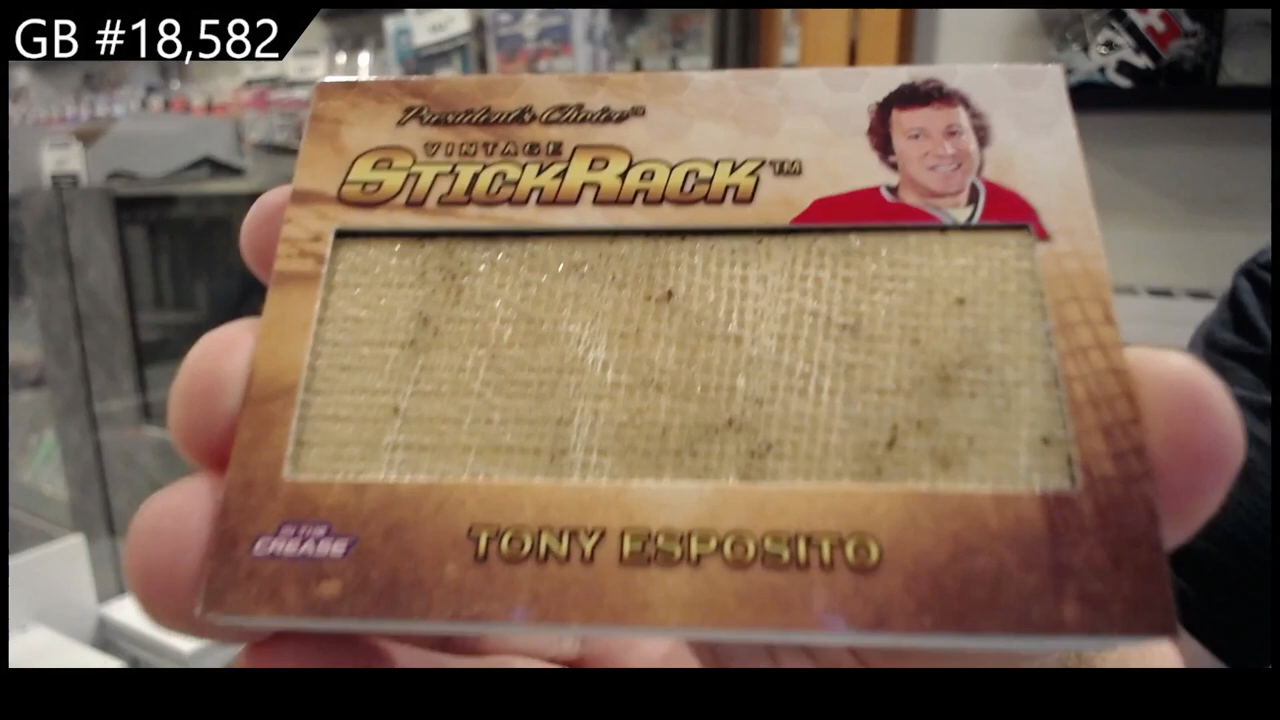 GB #18,582
President's Choice™
VINTAGE
STICKRACK™
IN THE
CREASE
TONY ESPOSITO